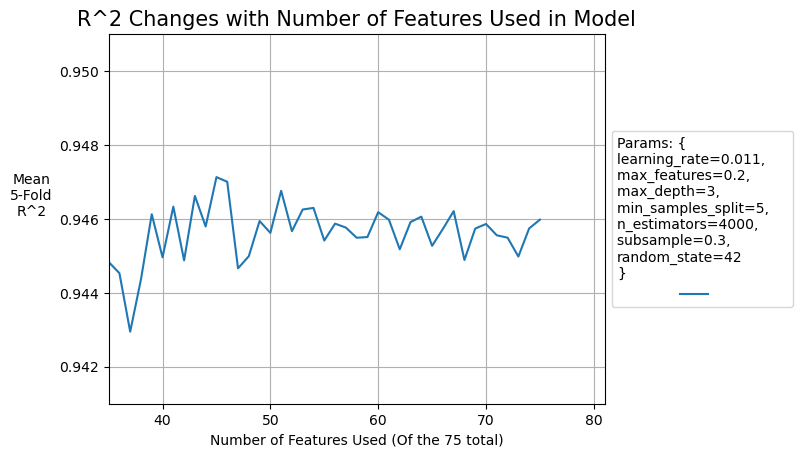 R^2 Changes with Number of Features Used in Model
0.950
0.948
0.946
0.944
0.942
Mean
5-Fold
R^2
40
50
60
70
80
Number of Features Used (Of the 75 total)
Params: {
learning_rate=0.011,
max_features=0.2,
max_depth=3,
min_samples_split=5,
n_estimators=4000,
subsample=0.3,
random_state=42
}